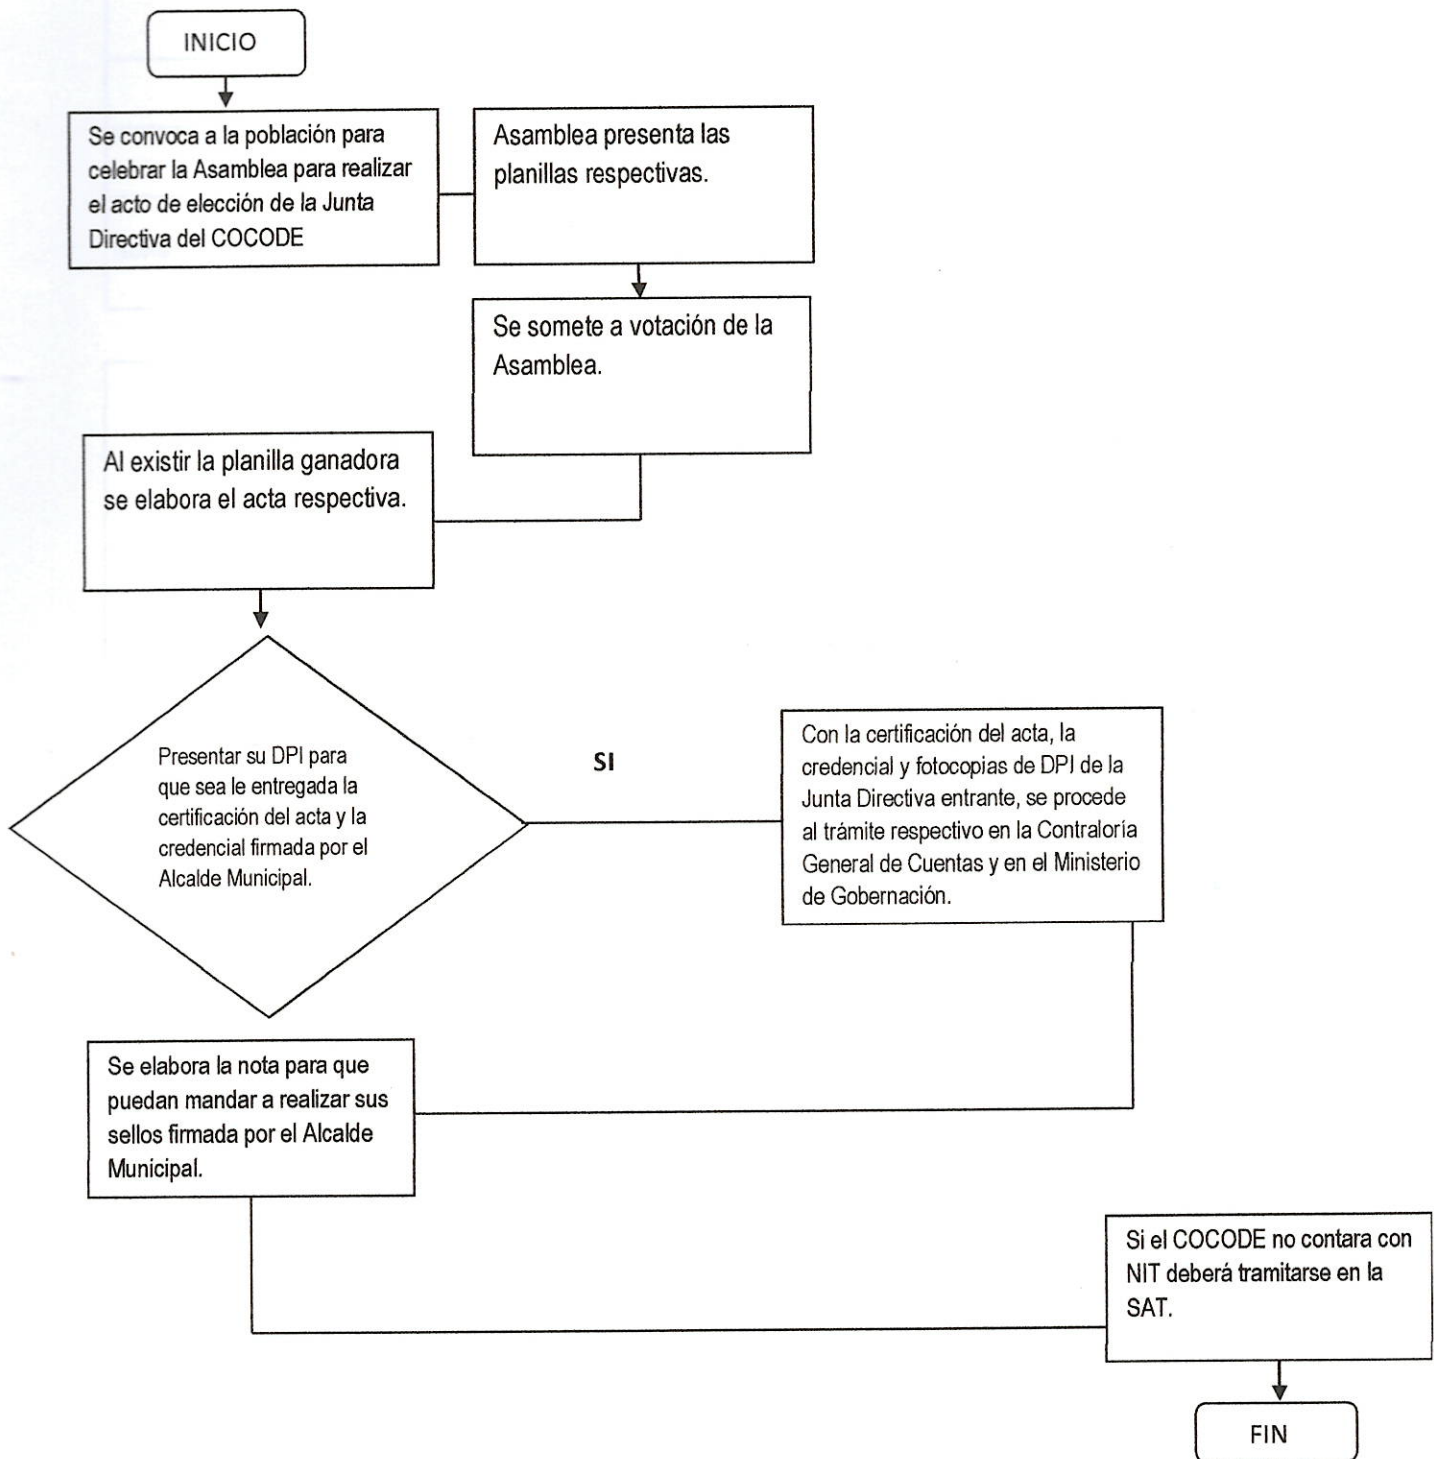 INICIO
Se convoca a la población para
celebrar la Asamblea para realizar
el acto de elección de la Junta
Directiva del COCODE
Asamblea presenta las
planillas respectivas.
Se somete a votación de la
Asamblea.
Al existir la planilla ganadora
se elabora el acta respectiva.
Presentar su DPI para
que sea le entregada la
certificación del acta y la
credencial firmada por el
Alcalde Municipal.
SI
Con la certificación del acta, la
credencial y fotocopias de DPI de la
Junta Directiva entrante, se procede
al trámite respectivo en la Contraloría
General de Cuentas y en el Ministerio
de Gobernación.
Se elabora la nota para que
puedan mandar a realizar sus
sellos firmada por el Alcalde
Municipal.
Si el COCODE no contara con
NIT deberá tramitarse en la
SAT.
FIN